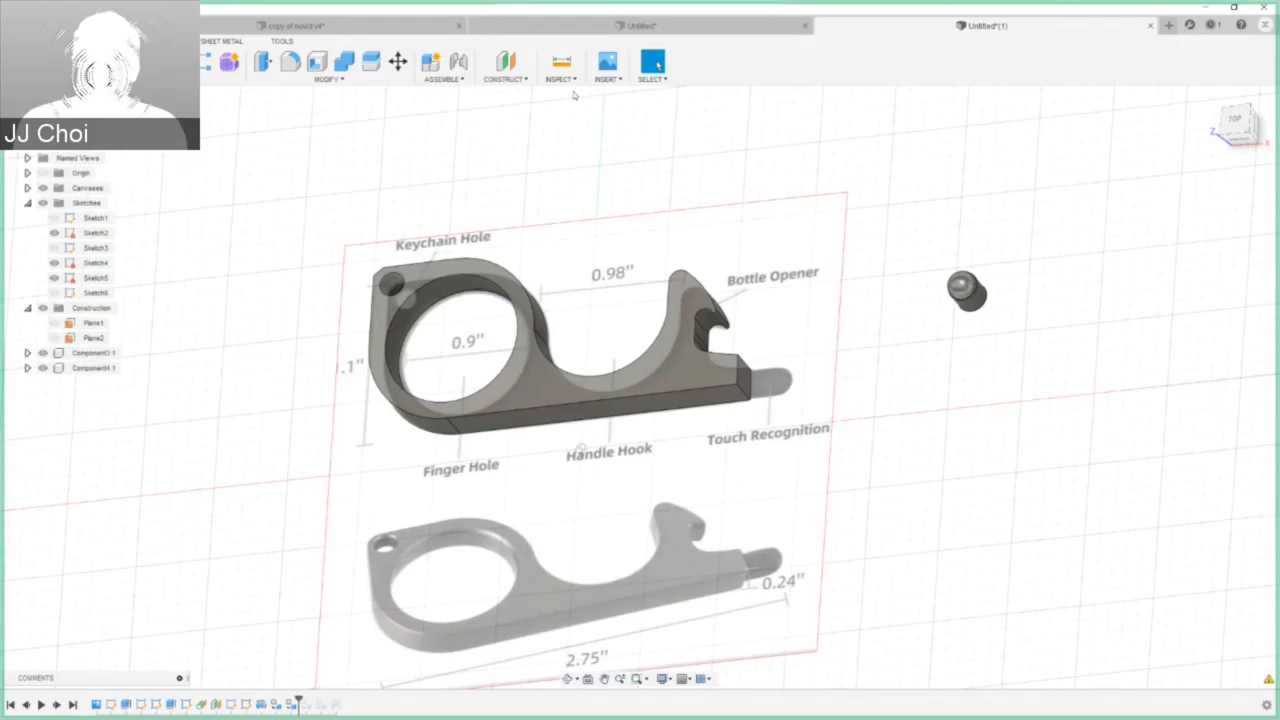 copy of novid v4*
Untitled*
Untitled*(1)
1
JJ Choi
SHEET METAL
TOOLS
MODIFY
ASSEMBLE
CONSTRUCT
INSPECT
INSERT
SELECT
TOP
Z
X
Named Views
Origin
Canvases
Sketches
Sketch1
Sketch2
Sketch3
Sketch4
Sketch5
Sketch6
Construction
Plane1
Plane2
Component3:1
Component4:1
Keychain Hole
0.98"
Bottle Opener
0.9"
.1"
Touch Recognition
Handle Hook
Finger Hole
0.24"
2.75"
COMMENTS